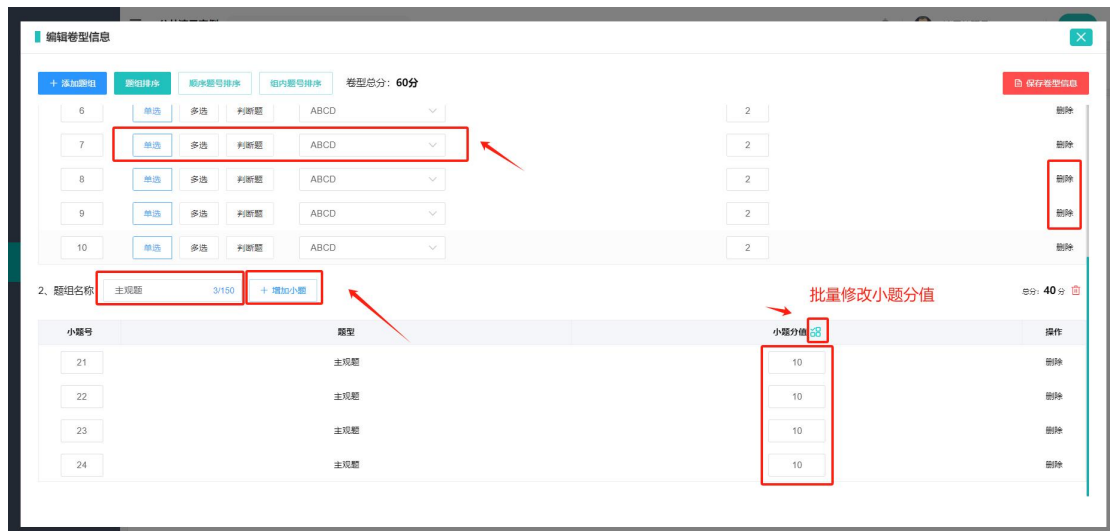 编辑卷型信息
+ 添加题组 题组排序 顺序题号排序 组内题号排序 卷型总分：60分 保存卷型信息
6 单选 多选 判断题 ABCD 2 删除
7 单选 多选 判断题 ABCD 2 删除
8 单选 多选 判断题 ABCD 2 删除
9 单选 多选 判断题 ABCD 2 删除
10 单选 多选 判断题 ABCD 2 删除
2、题组名称 主观题 3/150 + 增加小题 总分: 40 分
批量修改小题分值
小题号 题型 小题分值 操作
21 主观题 10 删除
22 主观题 10 删除
23 主观题 10 删除
24 主观题 10 删除